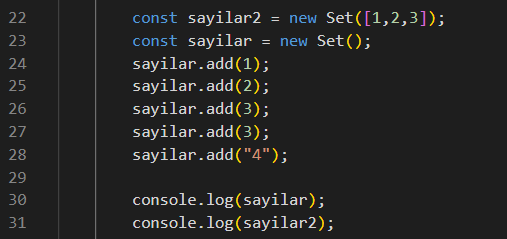 22 const sayilar2 = new Set([1,2,3]);
23 const sayilar = new Set();
24 sayilar.add(1);
25 sayilar.add(2);
26 sayilar.add(3);
27 sayilar.add(3);
28 sayilar.add("4");
29
30 console.log(sayilar);
31 console.log(sayilar2);